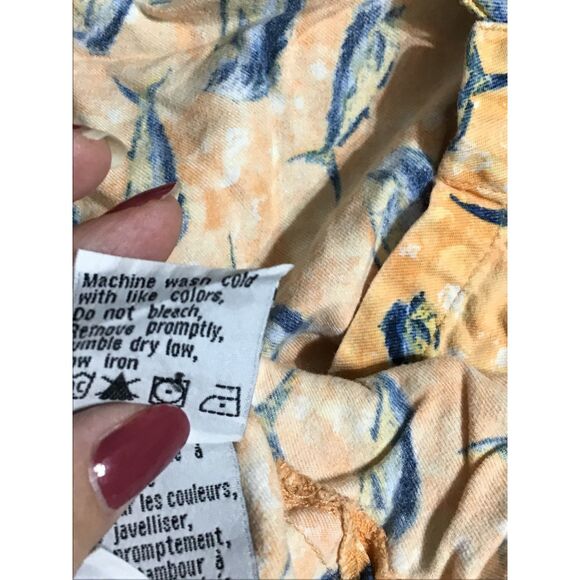 Machine wash cold
with like colors,
Do not bleach,
Remove promptly,
umble dry low,
ow iron
à
r les couleurs,
javelliser,
promptement,
tambour à